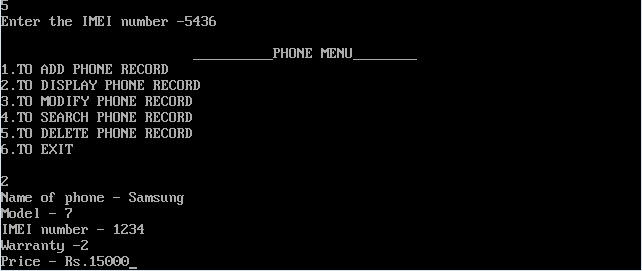 5
Enter the IMEI number -5436
__________PHONE MENU________
1.TO ADD PHONE RECORD
2.TO DISPLAY PHONE RECORD
3.TO MODIFY PHONE RECORD
4.TO SEARCH PHONE RECORD
5.TO DELETE PHONE RECORD
6.TO EXIT
2
Name of phone - Samsung
Model - 7
IMEI number - 1234
Warranty -2
Price - Rs.15000_